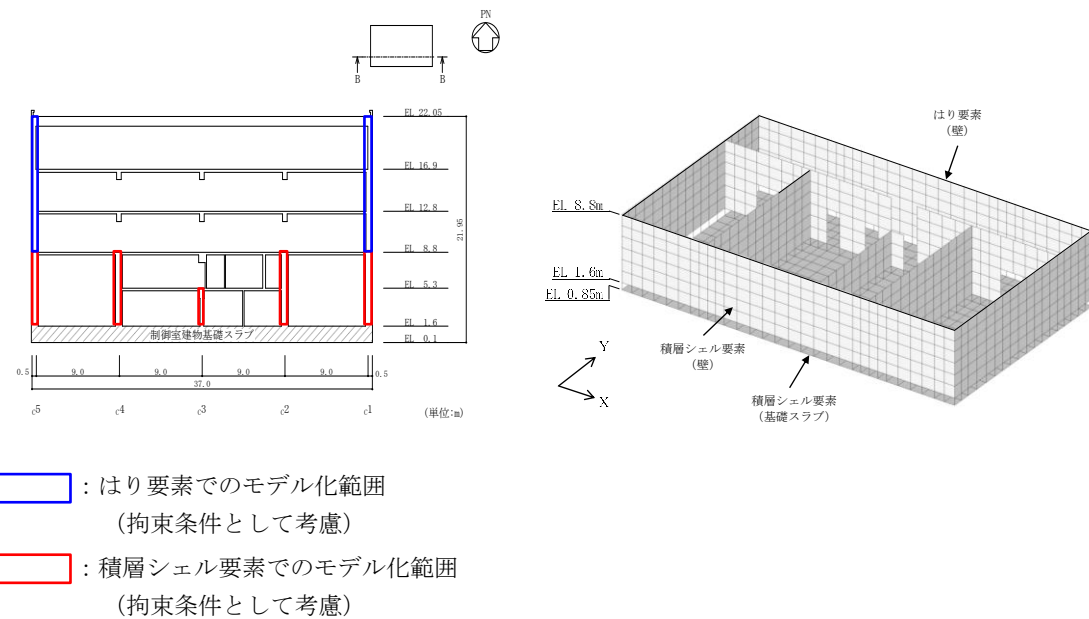 PN
B B
EL 22.05
EL 16.9
EL 12.8
EL 8.8
EL 5.3
EL 1.6
EL 0.1
21.95
制御室建物基礎スラブ
0.5 9.0 9.0 9.0 9.0 0.5
37.0
c5 c4 c3 c2 c1 (単位:m)
はり要素
(壁)
EL 8.8m
EL 1.6m
EL 0.85m
積層シェル要素
(壁)
積層シェル要素
(基礎スラブ)
Y
X
：はり要素でのモデル化範囲
（拘束条件として考慮）
：積層シェル要素でのモデル化範囲
（拘束条件として考慮）